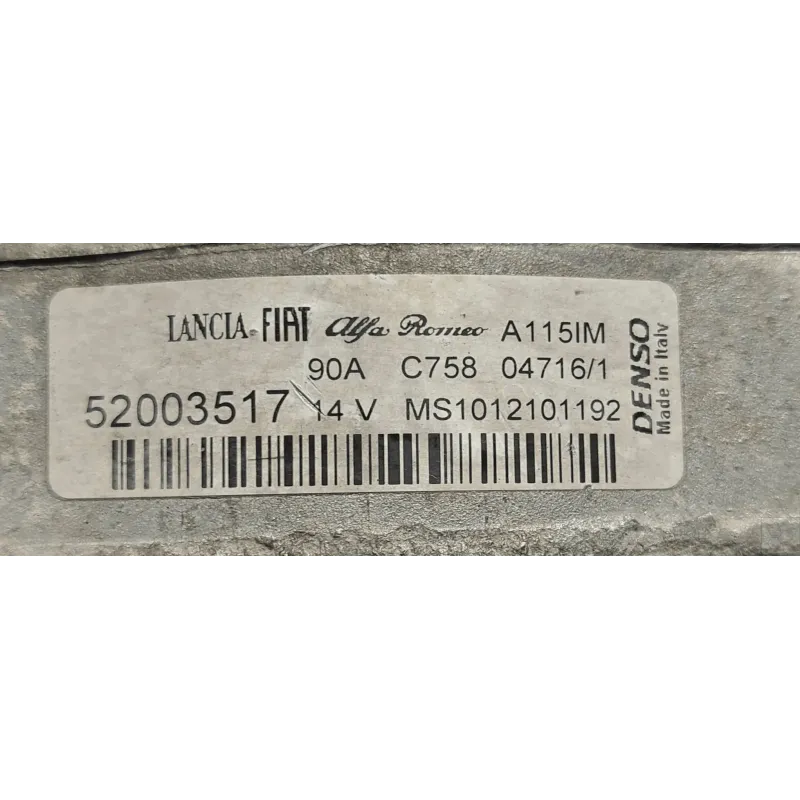 LANCIA FIAT Alfa Romeo A115IM
90A C758 04716/1
52003517 14 V MS1012101192
DENSO
Made in Italy